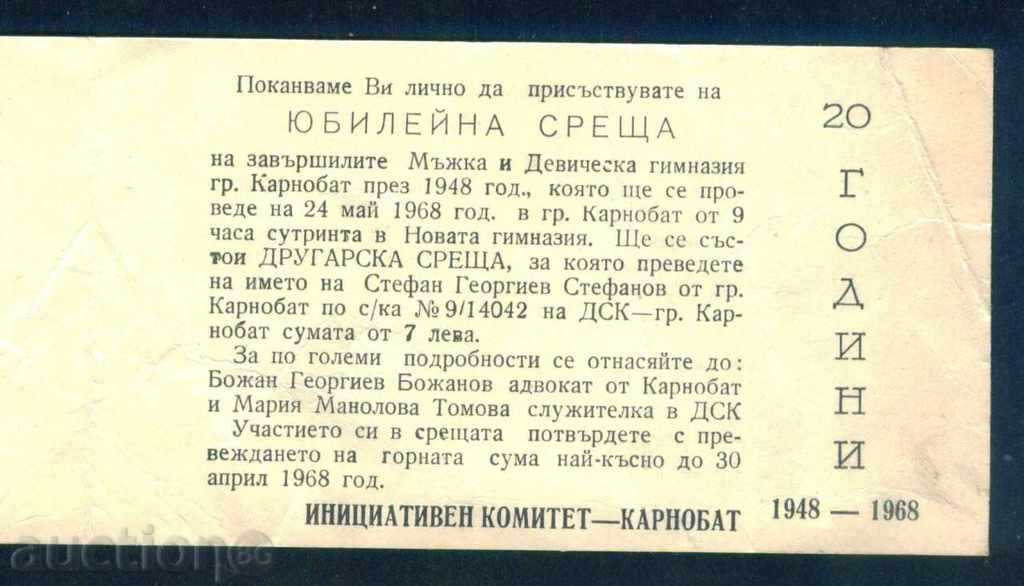 Поканваме Ви лично да присъствувате на
ЮБИЛЕЙНА СРЕЩА
на завършилите Мъжка и Девическа гимназия
гр. Карнобат през 1948 год., която ще се про-
веде на 24 май 1968 год. в гр. Карнобат от 9
часа сутринта в Новата гимназия. Ще се със-
тои ДРУГАРСКА СРЕЩА, за която преведете
на името на Стефан Георгиев Стефанов от гр.
Карнобат по с/ка №9/14042 на ДСК—гр. Кар-
нобат сумата от 7 лева.
За по големи подробности се отнасяйте до:
Божан Георгиев Божанов адвокат от Карнобат
и Мария Манолова Томова служителка в ДСК
Участието си в срещата потвърдете с пре-
веждането на горната сума най-късно до 30
април 1968 год.
ИНИЦИАТИВЕН КОМИТЕТ—КАРНОБАТ
20
Г
О
Д
И
Н
И
1948 — 1968
auction.BG